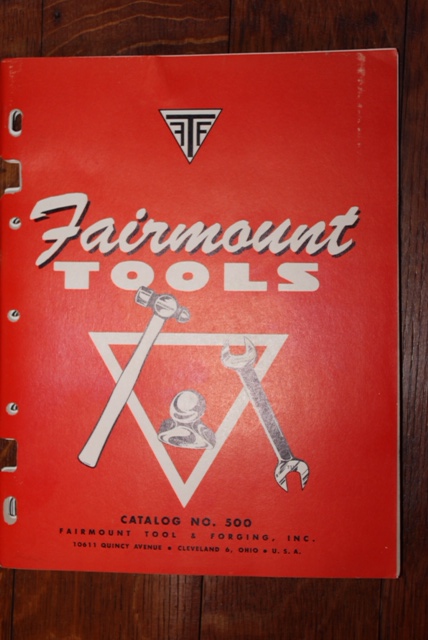 FTF
Fairmount
TOOLS
CATALOG NO. 500
FAIRMOUNT TOOL & FORGING, INC.
10611 QUINCY AVENUE • CLEVELAND 6, OHIO • U. S. A.